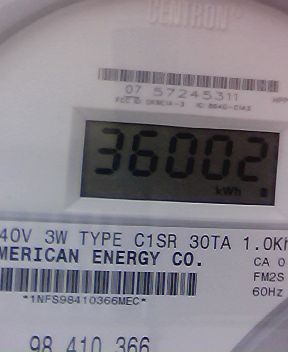 CENTRON®
07 57245311
36002
kWh
40V 3W TYPE C1SR 30TA 1.0Kh
MERICAN ENERGY CO.
CA 0
FM2S
60Hz
*1NFS98410366MEC*
98 410 366